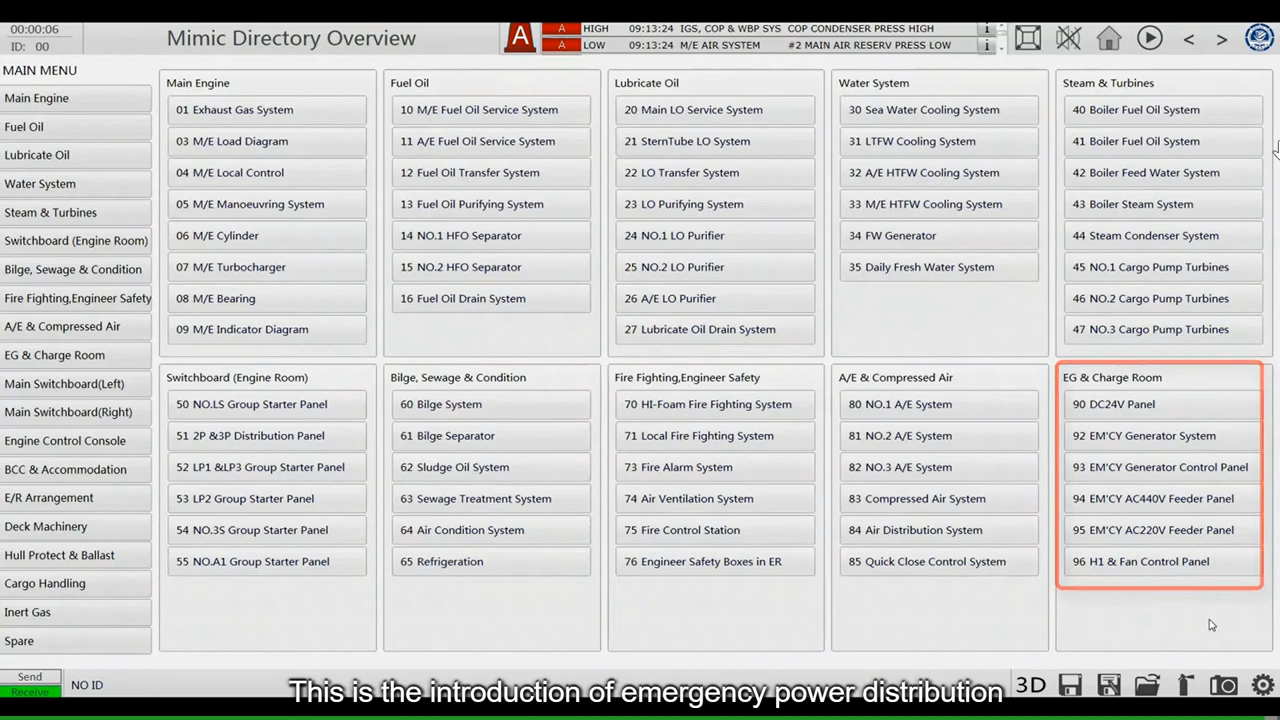 00:00:06
ID: 00
Mimic Directory Overview
A
A HIGH 09:13:24 IGS, COP & WBP SYS COP CONDENSER PRESS HIGH i
A LOW 09:13:24 M/E AIR SYSTEM #2 MAIN AIR RESERV PRESS LOW i
< >
MAIN MENU
Main Engine
Fuel Oil
Lubricate Oil
Water System
Steam & Turbines
Switchboard (Engine Room)
Bilge, Sewage & Condition
Fire Fighting,Engineer Safety
A/E & Compressed Air
EG & Charge Room
Main Switchboard(Left)
Main Switchboard(Right)
Engine Control Console
BCC & Accommodation
E/R Arrangement
Deck Machinery
Hull Protect & Ballast
Cargo Handling
Inert Gas
Spare
Main Engine
01 Exhaust Gas System
03 M/E Load Diagram
04 M/E Local Control
05 M/E Manoeuvring System
06 M/E Cylinder
07 M/E Turbocharger
08 M/E Bearing
09 M/E Indicator Diagram
Fuel Oil
10 M/E Fuel Oil Service System
11 A/E Fuel Oil Service System
12 Fuel Oil Transfer System
13 Fuel Oil Purifying System
14 NO.1 HFO Separator
15 NO.2 HFO Separator
16 Fuel Oil Drain System
Lubricate Oil
20 Main LO Service System
21 SternTube LO System
22 LO Transfer System
23 LO Purifying System
24 NO.1 LO Purifier
25 NO.2 LO Purifier
26 A/E LO Purifier
27 Lubricate Oil Drain System
Water System
30 Sea Water Cooling System
31 LTFW Cooling System
32 A/E HTFW Cooling System
33 M/E HTFW Cooling System
34 FW Generator
35 Daily Fresh Water System
Steam & Turbines
40 Boiler Fuel Oil System
41 Boiler Fuel Oil System
42 Boiler Feed Water System
43 Boiler Steam System
44 Steam Condenser System
45 NO.1 Cargo Pump Turbines
46 NO.2 Cargo Pump Turbines
47 NO.3 Cargo Pump Turbines
Switchboard (Engine Room)
50 NO.LS Group Starter Panel
51 2P &3P Distribution Panel
52 LP1 &LP3 Group Starter Panel
53 LP2 Group Starter Panel
54 NO.3S Group Starter Panel
55 NO.A1 Group Starter Panel
Bilge, Sewage & Condition
60 Bilge System
61 Bilge Separator
62 Sludge Oil System
63 Sewage Treatment System
64 Air Condition System
65 Refrigeration
Fire Fighting,Engineer Safety
70 HI-Foam Fire Fighting System
71 Local Fire Fighting System
73 Fire Alarm System
74 Air Ventilation System
75 Fire Control Station
76 Engineer Safety Boxes in ER
A/E & Compressed Air
80 NO.1 A/E System
81 NO.2 A/E System
82 NO.3 A/E System
83 Compressed Air System
84 Air Distribution System
85 Quick Close Control System
EG & Charge Room
90 DC24V Panel
92 EM'CY Generator System
93 EM'CY Generator Control Panel
94 EM'CY AC440V Feeder Panel
95 EM'CY AC220V Feeder Panel
96 H1 & Fan Control Panel
Send
Receive
NO ID
3D
This is the introduction of emergency power distribution